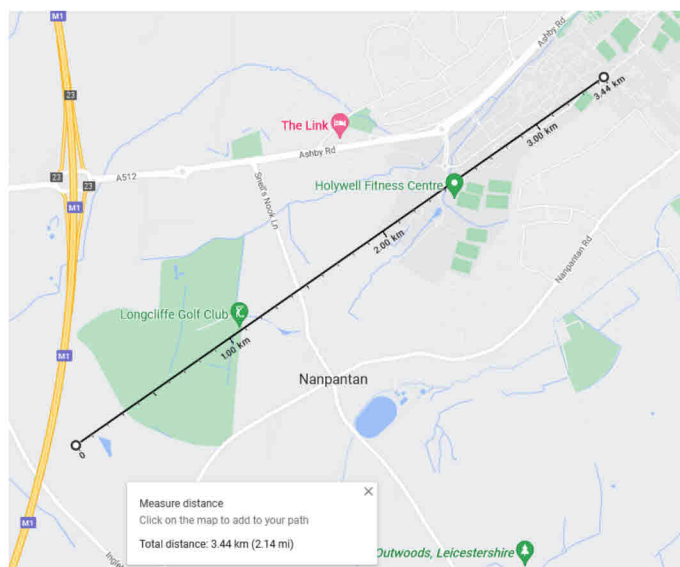 M1
Ashby Rd
23
3.44 km
The Link
3.00 km
Ashby Rd
23
A512
23
Snell's Nook Ln
Holywell Fitness Centre
M1
2.00 km
Nanpantan Rd
Longcliffe Golf Club
1.00 km
M1
Nanpantan
0
Measure distance
Click on the map to add to your path
Total distance: 3.44 km (2.14 mi)
M1
Outwoods, Leicestershire